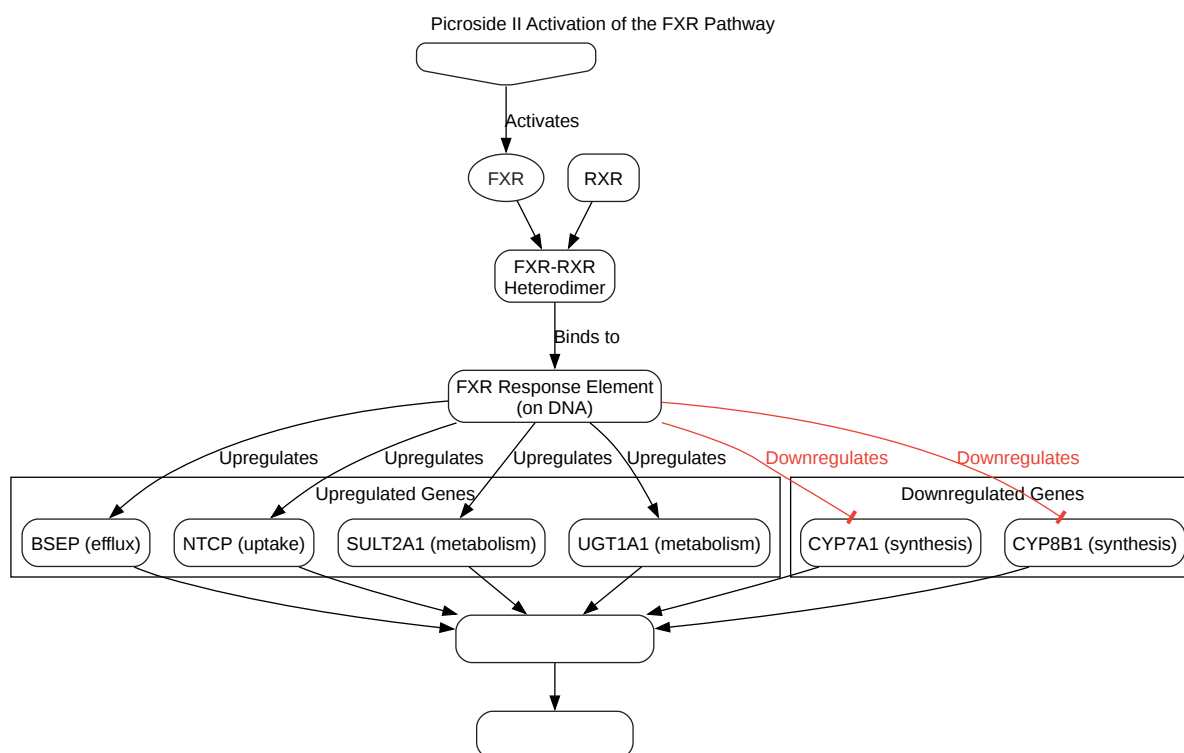 Picroside II Activation of the FXR Pathway
Activates
FXR
RXR
FXR-RXR
Heterodimer
Binds to
FXR Response Element
(on DNA)
Upregulates
Upregulates
Upregulates
Upregulates
Downregulates
Downregulates
Upregulated Genes
Downregulated Genes
BSEP (efflux)
NTCP (uptake)
SULT2A1 (metabolism)
UGT1A1 (metabolism)
CYP7A1 (synthesis)
CYP8B1 (synthesis)